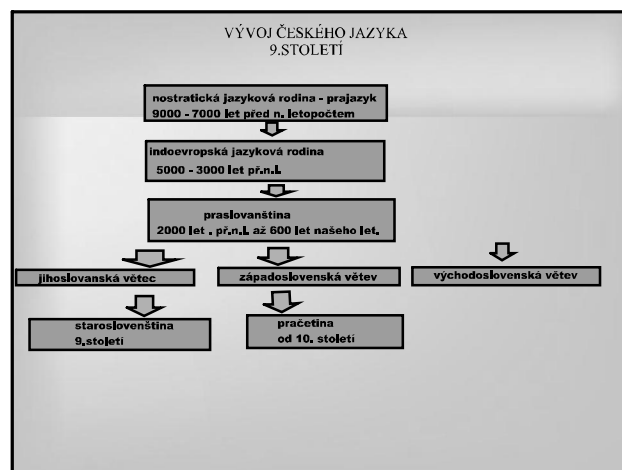 VÝVOJ ČESKÉHO JAZYKA
9.STOLETÍ
nostratická jazyková rodina - prajazyk
9000 - 7000 let před n. letopočtem
indoevropská jazyková rodina
5000 - 3000 let př.n.l.
praslovanština
2000 let . př.n.l. až 600 let našeho let.
jihoslovanská větec
západoslovenská větev
východoslovenská větev
staroslovenština
9.století
pračetina
od 10. století